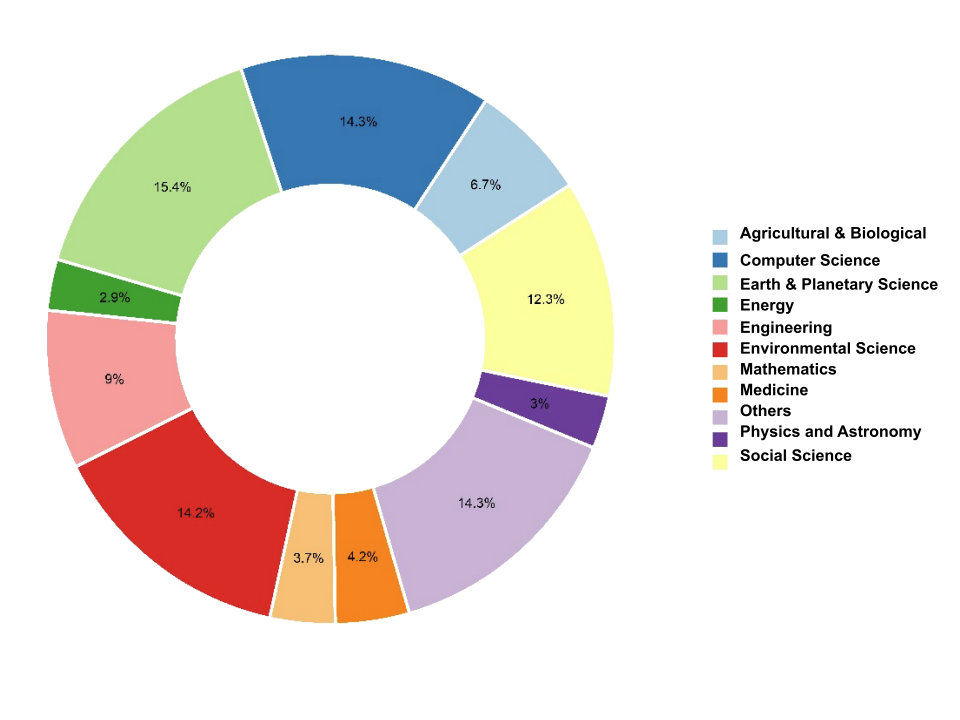 14.3%
6.7%
15.4%
12.3%
2.9%
9%
3%
14.3%
14.2%
3.7%
4.2%
Agricultural & Biological
Computer Science
Earth & Planetary Science
Energy
Engineering
Environmental Science
Mathematics
Medicine
Others
Physics and Astronomy
Social Science